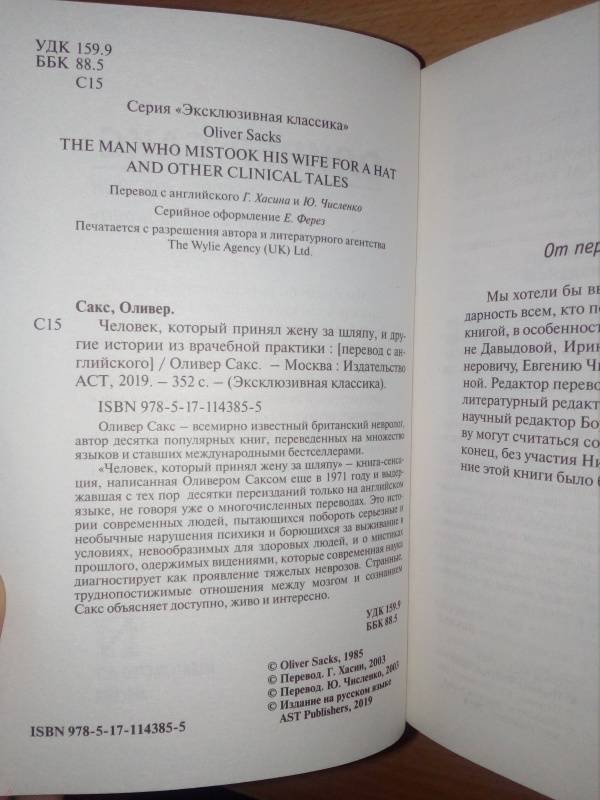 УДК 159.9
ББК 88.5
С15
Серия «Эксклюзивная классика»
Oliver Sacks
THE MAN WHO MISTOOK HIS WIFE FOR A HAT
AND OTHER CLINICAL TALES
Перевод с английского Г. Хасина и Ю. Численко
Серийное оформление Е. Ферез
Печатается с разрешения автора и литературного агентства
The Wylie Agency (UK) Ltd.
Сакс, Оливер.
С15 Человек, который принял жену за шляпу, и дру-
гие истории из врачебной практики : [перевод с ан-
глийского] / Оливер Сакс. — Москва : Издательство
АСТ, 2019. — 352 с. — (Эксклюзивная классика).
ISBN 978-5-17-114385-5
Оливер Сакс – всемирно известный британский невролог,
автор десятка популярных книг, переведенных на множество
языков и ставших международными бестселлерами.
«Человек, который принял жену за шляпу» – книга-сенса-
ция, написанная Оливером Саксом еще в 1971 году и выдер-
жавшая с тех пор десятки переизданий только на английском
языке, не говоря уже о многочисленных переводах. Это исто-
рии современных людей, пытающихся побороть серьезные и
необычные нарушения психики и борющихся за выживание в
условиях, невообразимых для здоровых людей, и о мистиках
прошлого, одержимых видениями, которые современная наука
диагностирует как проявление тяжелых неврозов. Странные,
труднопостижимые отношения между мозгом и сознанием
Сакс объясняет доступно, живо и интересно.
УДК 159.9
ББК 88.5
© Oliver Sacks, 1985
© Перевод. Г. Хасин, 2003
© Перевод. Ю. Численко, 2003
© Издание на русском языке
AST Publishers, 2019
ISBN 978-5-17-114385-5
От пер
Мы хотели бы вы
дарность всем, кто по
книгой, в особенност
не Давыдовой, Ирин
неровичу, Евгению Чи
ной. Редактор перево
литературный редакт
научный редактор Бор
ву могут считаться со
конец, без участия Ни
ние этой книги было б